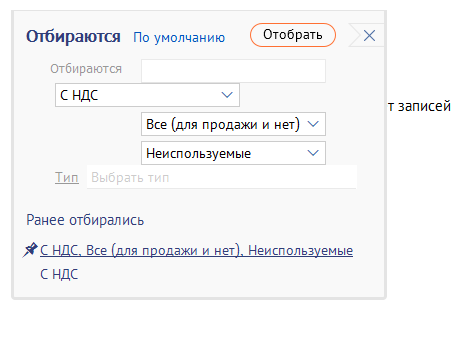 Отбираются По умолчанию Отобрать
Отбираются
С НДС
т записей
Все (для продажи и нет)
Неиспользуемые
Тип Выбрать тип
Ранее отбирались
С НДС, Все (для продажи и нет), Неиспользуемые
С НДС